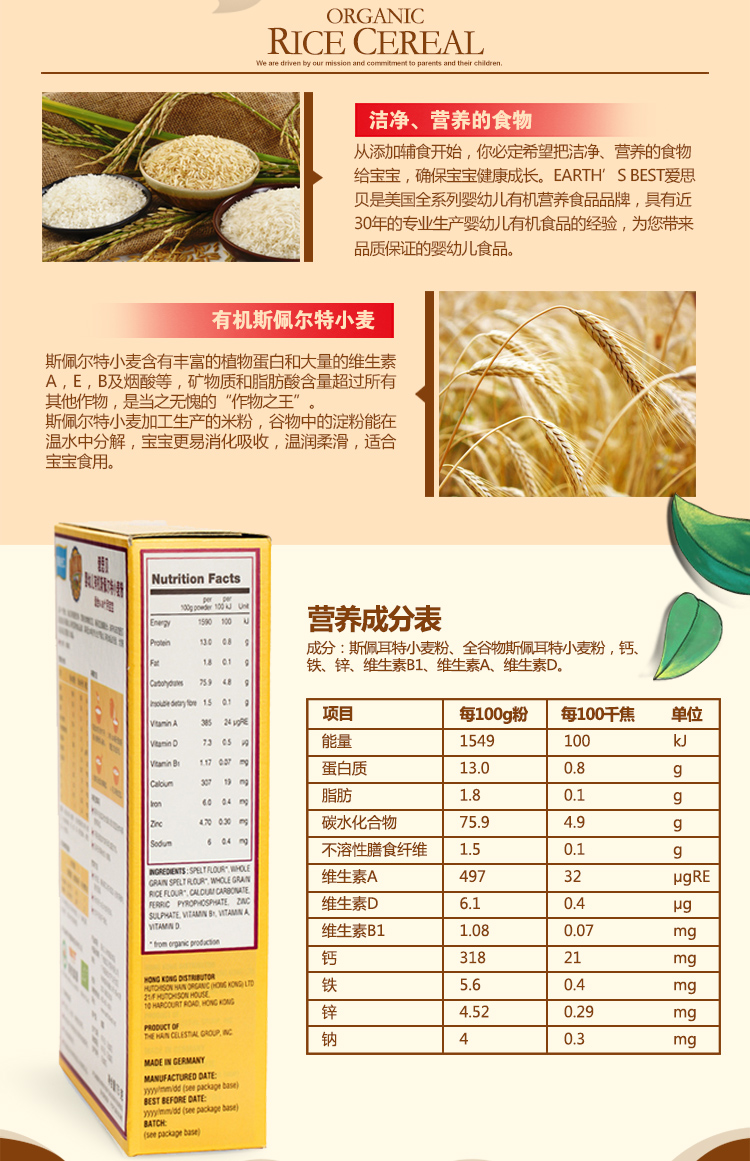 ORGANIC
RICE CEREAL
We are driven by our mission and commitment to parents and their children.
洁净、营养的食物
从添加辅食开始，你必定希望把洁净、营养的食物
给宝宝，确保宝宝健康成长。EARTH’S BEST爱思
贝是美国全系列婴幼儿有机营养食品品牌，具有近
30年的专业生产婴幼儿有机食品的经验，为您带来
品质保证的婴幼儿食品。
有机斯佩尔特小麦
斯佩尔特小麦含有丰富的植物蛋白和大量的维生素
A，E，B及烟酸等，矿物质和脂肪酸含量超过所有
其他作物，是当之无愧的“作物之王”。
斯佩尔特小麦加工生产的米粉，谷物中的淀粉能在
温水中分解，宝宝更易消化吸收，温润柔滑，适合
宝宝食用。
Nutrition Facts
per 100g powder per 100 kJ Unit
Energy 1590 100 kJ
Protein 13.0 0.8 g
Fat 1.8 0.1 g
Carbohydrates 75.9 4.8 g
Insoluble dietary fibre 1.5 0.1 g
Vitamin A 385 24 µgRE
Vitamin D 7.3 0.5 µg
Vitamin B1 1.17 0.07 mg
Calcium 307 19 mg
Iron 6.0 0.4 mg
Zinc 4.70 0.30 mg
Sodium 6 0.4 mg
INGREDIENTS: SPELT FLOUR*, WHOLE
GRAIN SPELT FLOUR*, WHOLE GRAIN
RICE FLOUR*, CALCIUM CARBONATE,
FERRIC PYROPHOSPHATE, ZINC
SULPHATE, VITAMIN B1, VITAMIN A,
VITAMIN D.
* from organic production
HONG KONG DISTRIBUTOR
HUTCHISON HAIN ORGANIC (HONG KONG) LTD
21/F HUTCHISON HOUSE,
10 HARCOURT ROAD, HONG KONG
PRODUCT OF
THE HAIN CELESTIAL GROUP, INC.
MADE IN GERMANY
MANUFACTURED DATE:
yyyy/mm/dd (see package base)
BEST BEFORE DATE:
yyyy/mm/dd (see package base)
BATCH:
(see package base)
营养成分表
成分：斯佩耳特小麦粉、全谷物斯佩耳特小麦粉，钙、
铁、锌、维生素B1、维生素A、维生素D。
项目 每100g粉 每100千焦 单位
能量 1549 100 kJ
蛋白质 13.0 0.8 g
脂肪 1.8 0.1 g
碳水化合物 75.9 4.9 g
不溶性膳食纤维 1.5 0.1 g
维生素A 497 32 µgRE
维生素D 6.1 0.4 µg
维生素B1 1.08 0.07 mg
钙 318 21 mg
铁 5.6 0.4 mg
锌 4.52 0.29 mg
钠 4 0.3 mg